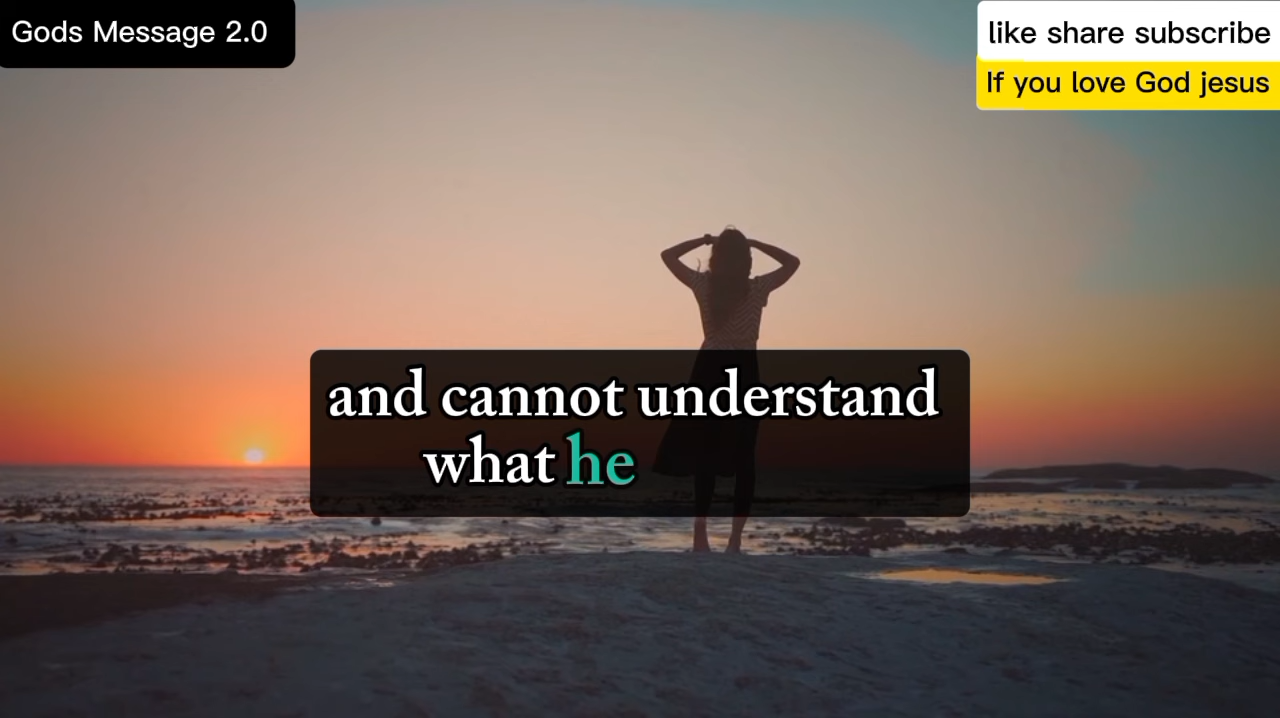 Gods Message 2.0
like share subscribe
If you love God jesus
and cannot understand
what he